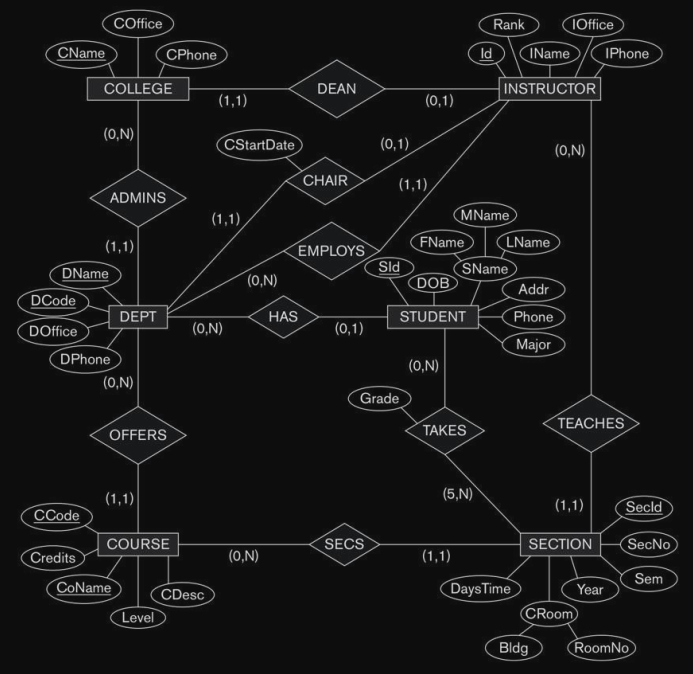 COffice
CName
CPhone
COLLEGE
(1,1)
DEAN
(0,1)
Rank
IOffice
Id
IName
IPhone
INSTRUCTOR
(0,N)
CStartDate
(0,1)
(0,N)
CHAIR
(1,1)
ADMINS
(1,1)
(1,1)
EMPLOYS
(0,N)
DName
DCode
DOffice
DPhone
DEPT
(0,N)
HAS
(0,1)
MName
FName
LName
SName
SId
DOB
Addr
Phone
Major
STUDENT
(0,N)
(0,N)
Grade
TAKES
TEACHES
OFFERS
(5,N)
(1,1)
(1,1)
CCode
Credits
CoName
Level
CDesc
COURSE
(0,N)
SECS
(1,1)
SECTION
SecId
SecNo
Sem
Year
DaysTime
CRoom
Bldg
RoomNo